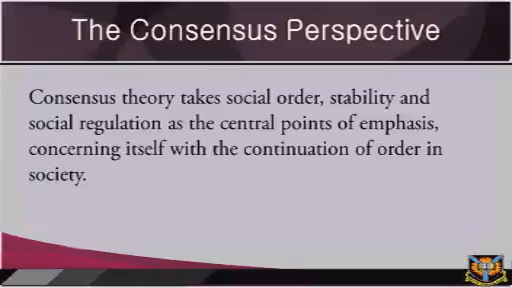 The Consensus Perspective
Consensus theory takes social order, stability and
social regulation as the central points of emphasis,
concerning itself with the continuation of order in
society.